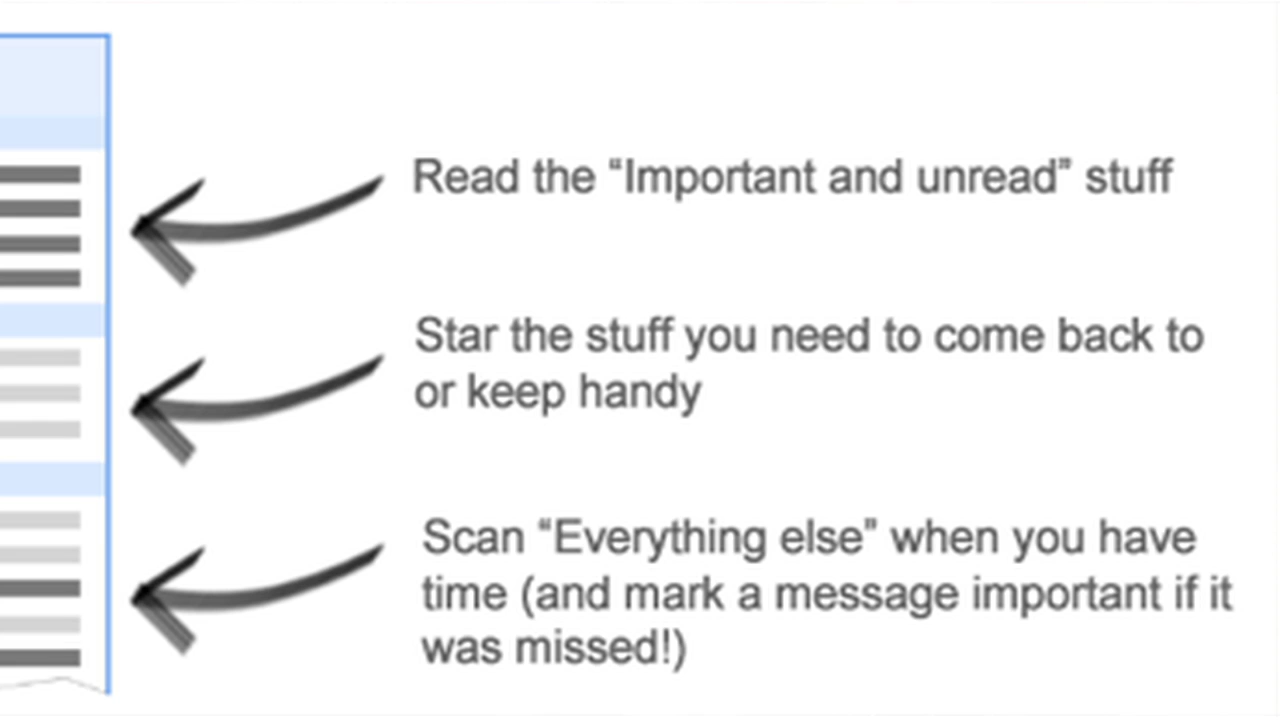 Read the “Important and unread” stuff
Star the stuff you need to come back to
or keep handy
Scan “Everything else” when you have
time (and mark a message important if it
was missed!)